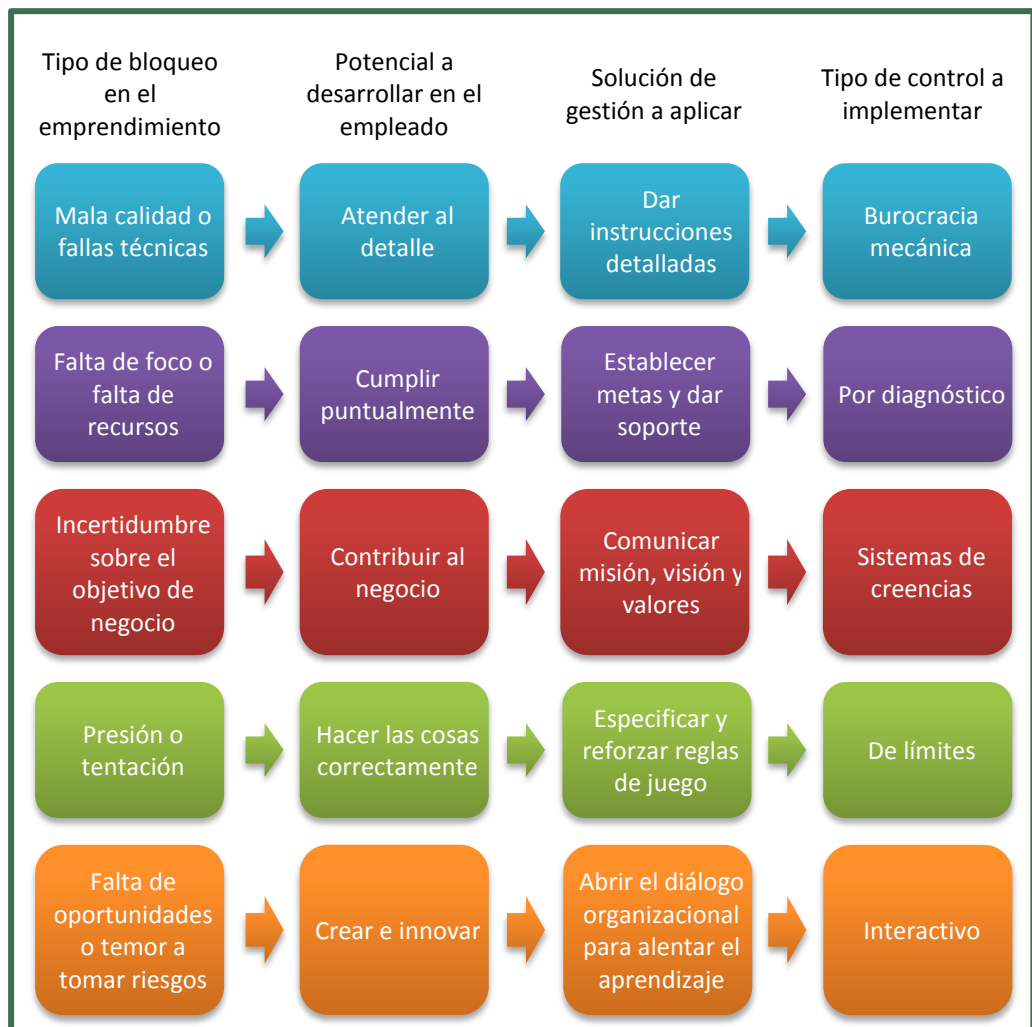 Tipo de bloqueo
en el
emprendimiento
Potencial a
desarrollar en el
empleado
Solución de
gestión a aplicar
Tipo de control a
implementar
Mala calidad o
fallas técnicas
Atender al
detalle
Dar
instrucciones
detalladas
Burocracia
mecánica
Falta de foco o
falta de
recursos
Cumplir
puntualmente
Establecer
metas y dar
soporte
Por diagnóstico
Incertidumbre
sobre el
objetivo de
negocio
Contribuir al
negocio
Comunicar
misión, visión y
valores
Sistemas de
creencias
Presión o
tentación
Hacer las cosas
correctamente
Especificar y
reforzar reglas
de juego
De límites
Falta de
oportunidades
o temor a
tomar riesgos
Crear e innovar
Abrir el diálogo
organizacional
para alentar el
aprendizaje
Interactivo